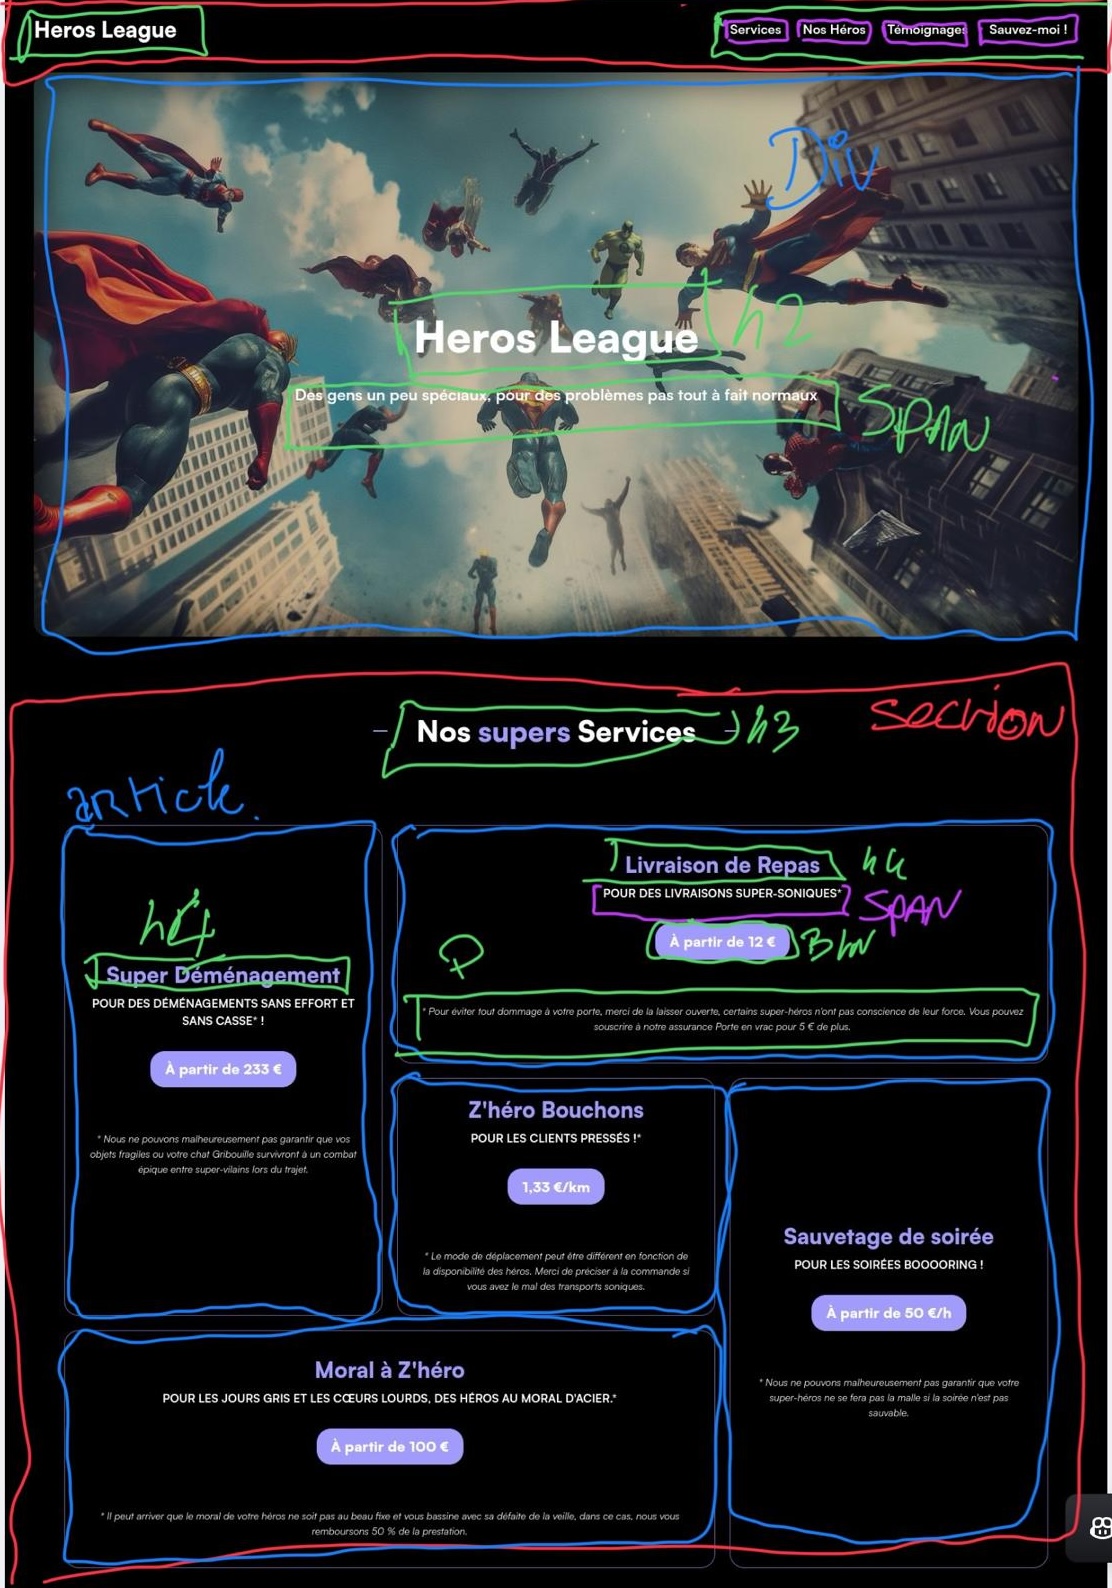 Heros League
Services Nos Héros Témoignages Sauvez-moi !
Div
Heros League
h2
Des gens un peu spéciaux, pour des problèmes pas tout à fait normaux
SPAN
section
Nos supers Services
h3
article.
Livraison de Repas
h4
POUR DES LIVRAISONS SUPER-SONIQUES*
SPAN
À partir de 12 €
P
* Pour éviter tout dommage à votre porte, merci de la laisser ouverte, certains super-héros n'ont pas conscience de leur force. Vous pouvez
souscrire à notre assurance Porte en vrac pour 5 € de plus.
h4
Super Déménagement
POUR DES DÉMÉNAGEMENTS SANS EFFORT ET
SANS CASSE* !
À partir de 233 €
* Nous ne pouvons malheureusement pas garantir que vos
objets fragiles ou votre chat Gribouille survivront à un combat
épique entre super-vilains lors du trajet.
Z'héro Bouchons
POUR LES CLIENTS PRESSÉS !*
1,33 €/km
* Le mode de déplacement peut être différent en fonction de
la disponibilité des héros. Merci de préciser à la commande si
vous avez le mal des transports soniques.
Sauvetage de soirée
POUR LES SOIRÉES BOOOORING !
À partir de 50 €/h
* Nous ne pouvons malheureusement pas garantir que votre
super-héros ne se fera pas la malle si la soirée n'est pas
sauvable.
Moral à Z'héro
POUR LES JOURS GRIS ET LES CŒURS LOURDS, DES HÉROS AU MORAL D'ACIER.*
À partir de 100 €
* Il peut arriver que le moral de votre héros ne soit pas au beau fixe et vous bassine avec sa défaite de la veille, dans ce cas, nous vous
remboursons 50 % de la prestation.